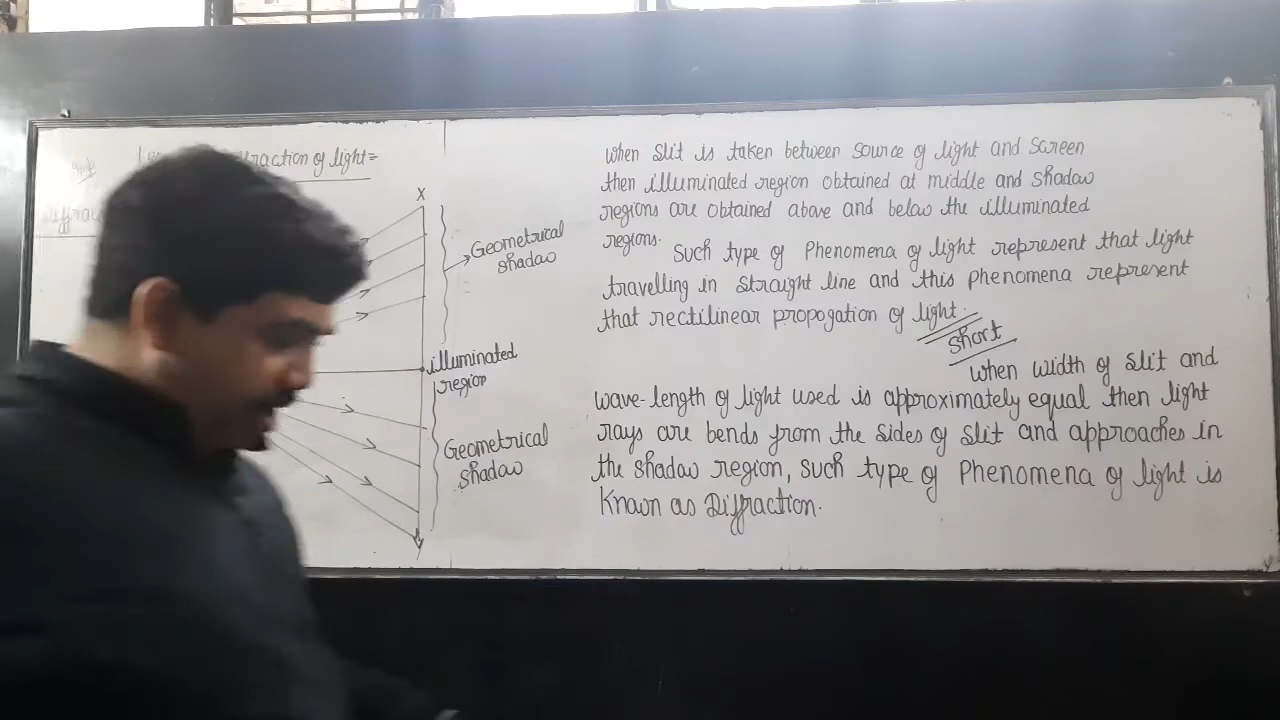 of light=
X
Geometrical
shadow
illuminated
region
Geometrical
shadow
When Slit is taken between source of light and Screen
then illuminated region obtained at middle and shadow
regions are obtained above and below the illuminated
regions.
Such type of Phenomena of light represent that light
travelling in straight line and this phenomena represent
that rectilinear propogation of light.
short
When width of slit and
wave-length of light used is approximately equal then light
rays are bends from the sides of slit and approaches in
the shadow region, such type of Phenomena of light is
Known as Diffraction.